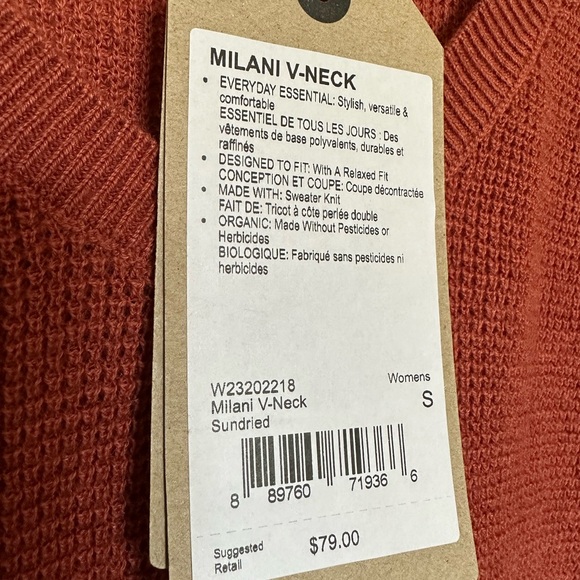 MILANI V-NECK
• EVERYDAY ESSENTIAL: Stylish, versatile &
comfortable
ESSENTIEL DE TOUS LES JOURS : Des
vêtements de base polyvalents, durables et
raffinés
• DESIGNED TO FIT: With A Relaxed Fit
CONCEPTION ET COUPE: Coupe décontractée
• MADE WITH: Sweater Knit
FAIT DE: Tricot à côte perlée double
• ORGANIC: Made Without Pesticides or
Herbicides
BIOLOGIQUE: Fabriqué sans pesticides ni
herbicides
W23202218 Womens
Milani V-Neck S
Sundried
8 89760 71936 6
Suggested
Retail $79.00